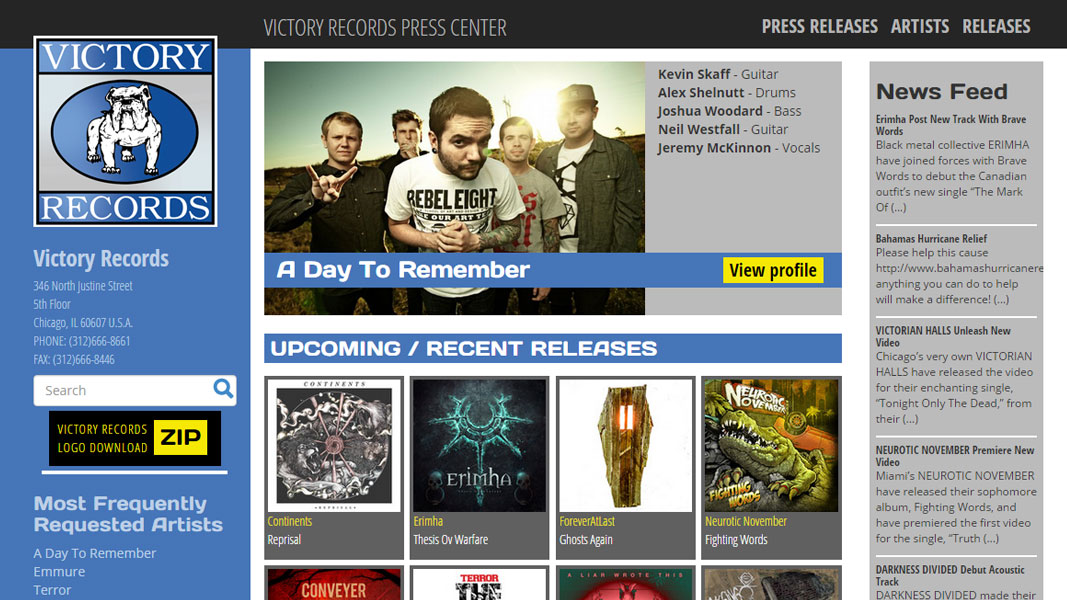 VICTORY RECORDS PRESS CENTER
PRESS RELEASES ARTISTS RELEASES
VICTORY
RECORDS
Victory Records
346 North Justine Street
5th Floor
Chicago, IL 60607 U.S.A.
PHONE: (312)666-8661
FAX: (312)666-8446
Search
VICTORY RECORDS
LOGO DOWNLOAD
ZIP
Most Frequently
Requested Artists
A Day To Remember
Emmure
Terror
REBEL EIGHT
Kevin Skaff - Guitar
Alex Shelnutt - Drums
Joshua Woodard - Bass
Neil Westfall - Guitar
Jeremy McKinnon - Vocals
A Day To Remember
View profile
UPCOMING / RECENT RELEASES
CONTINENTS
REPRISAL
Continents
Reprisal
ERIMHA
Erimha
Thesis Ov Warfare
ForeverAtLast
Ghosts Again
NEUROTIC
NOVEMBER
FIGHTING
WORDS
Neurotic November
Fighting Words
CONVEYER
TERROR
A LIAR WROTE THIS
News Feed
Erimha Post New Track With Brave
Words
Black metal collective ERIMHA
have joined forces with Brave
Words to debut the Canadian
outfit's new single “The Mark
Of (...)
Bahamas Hurricane Relief
Please help this cause
http://www.bahamashurricanere
anything you can do to help
will make a difference! (...)
VICTORIAN HALLS Unleash New
Video
Chicago's very own VICTORIAN
HALLS have released the video
for their enchanting single,
“Tonight Only The Dead,” from
their (...)
NEUROTIC NOVEMBER Premiere New
Video
Miami's NEUROTIC NOVEMBER
have released their sophomore
album, Fighting Words, and
have premiered the first video
for the single, “Truth (...)
DARKNESS DIVIDED Debut Acoustic
Track
DARKNESS DIVIDED made their